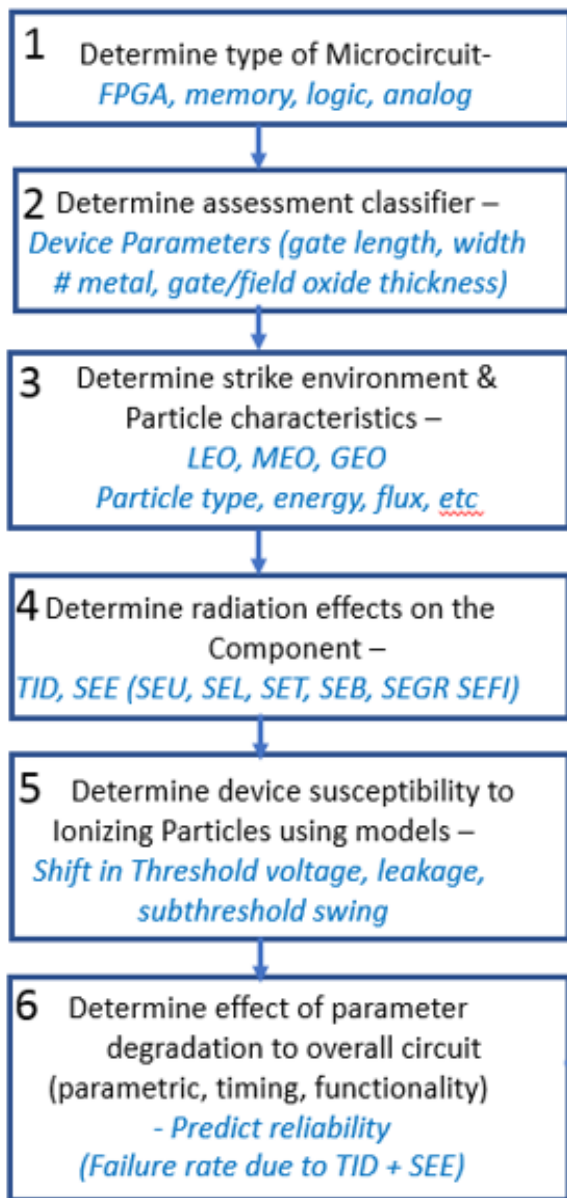 1 Determine type of Microcircuit-
FPGA, memory, logic, analog
2 Determine assessment classifier –
Device Parameters (gate length, width
# metal, gate/field oxide thickness)
3 Determine strike environment &
Particle characteristics –
LEO, MEO, GEO
Particle type, energy, flux, etc
4 Determine radiation effects on the
Component –
TID, SEE (SEU, SEL, SET, SEB, SEGR SEFI)
5 Determine device susceptibility to
Ionizing Particles using models –
Shift in Threshold voltage, leakage,
subthreshold swing
6 Determine effect of parameter
degradation to overall circuit
(parametric, timing, functionality)
- Predict reliability
(Failure rate due to TID + SEE)